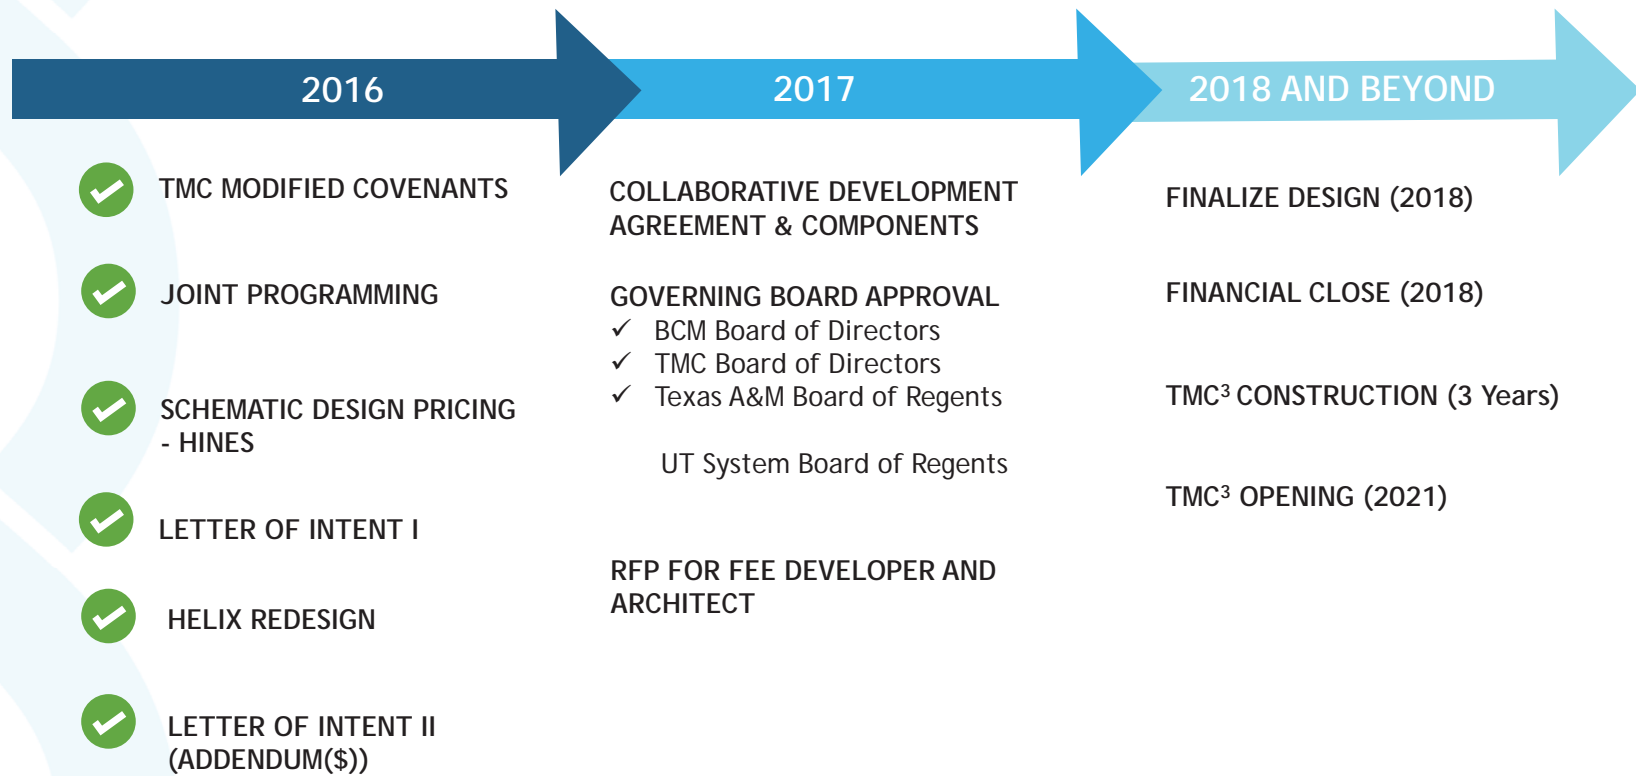 2016
2017
2018 AND BEYOND
TMC MODIFIED COVENANTS
JOINT PROGRAMMING
SCHEMATIC DESIGN PRICING
- HINES
LETTER OF INTENT I
HELIX REDESIGN
LETTER OF INTENT II
(ADDENDUM($))
COLLABORATIVE DEVELOPMENT
AGREEMENT & COMPONENTS
GOVERNING BOARD APPROVAL
✓ BCM Board of Directors
✓ TMC Board of Directors
✓ Texas A&M Board of Regents
UT System Board of Regents
RFP FOR FEE DEVELOPER AND
ARCHITECT
FINALIZE DESIGN (2018)
FINANCIAL CLOSE (2018)
TMC³ CONSTRUCTION (3 Years)
TMC³ OPENING (2021)